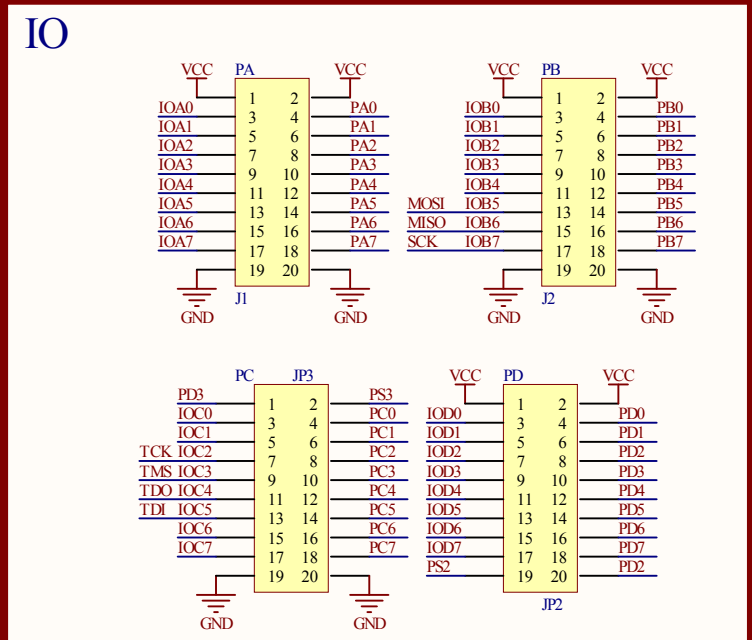 IO
VCC PA VCC
1 2
IOA0 3 4 PA0
IOA1 5 6 PA1
IOA2 7 8 PA2
IOA3 9 10 PA3
IOA4 11 12 PA4
IOA5 13 14 PA5
IOA6 15 16 PA6
IOA7 17 18 PA7
19 20
GND J1 GND
VCC PB VCC
1 2
IOB0 3 4 PB0
IOB1 5 6 PB1
IOB2 7 8 PB2
IOB3 9 10 PB3
IOB4 11 12 PB4
MOSI IOB5 13 14 PB5
MISO IOB6 15 16 PB6
SCK IOB7 17 18 PB7
19 20
GND J2 GND
PC JP3
PD3 1 2 PS3
IOC0 3 4 PC0
IOC1 5 6 PC1
TCK IOC2 7 8 PC2
TMS IOC3 9 10 PC3
TDO IOC4 11 12 PC4
TDI IOC5 13 14 PC5
IOC6 15 16 PC6
IOC7 17 18 PC7
19 20
GND GND
VCC PD VCC
1 2
IOD0 3 4 PD0
IOD1 5 6 PD1
IOD2 7 8 PD2
IOD3 9 10 PD3
IOD4 11 12 PD4
IOD5 13 14 PD5
IOD6 15 16 PD6
IOD7 17 18 PD7
PS2 19 20 PD2
JP2